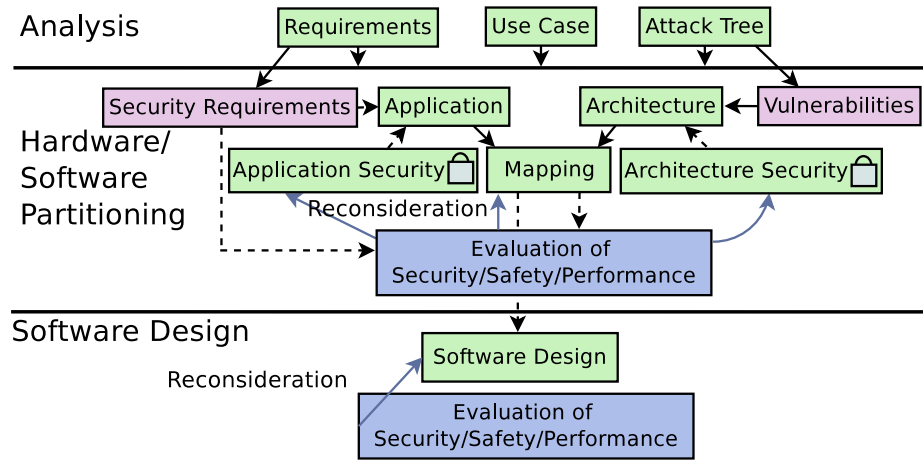 Analysis
Requirements
Use Case
Attack Tree
Security Requirements
Application
Architecture
Vulnerabilities
Hardware/
Software
Partitioning
Application Security
Mapping
Architecture Security
Reconsideration
Evaluation of
Security/Safety/Performance
Software Design
Software Design
Reconsideration
Evaluation of
Security/Safety/Performance